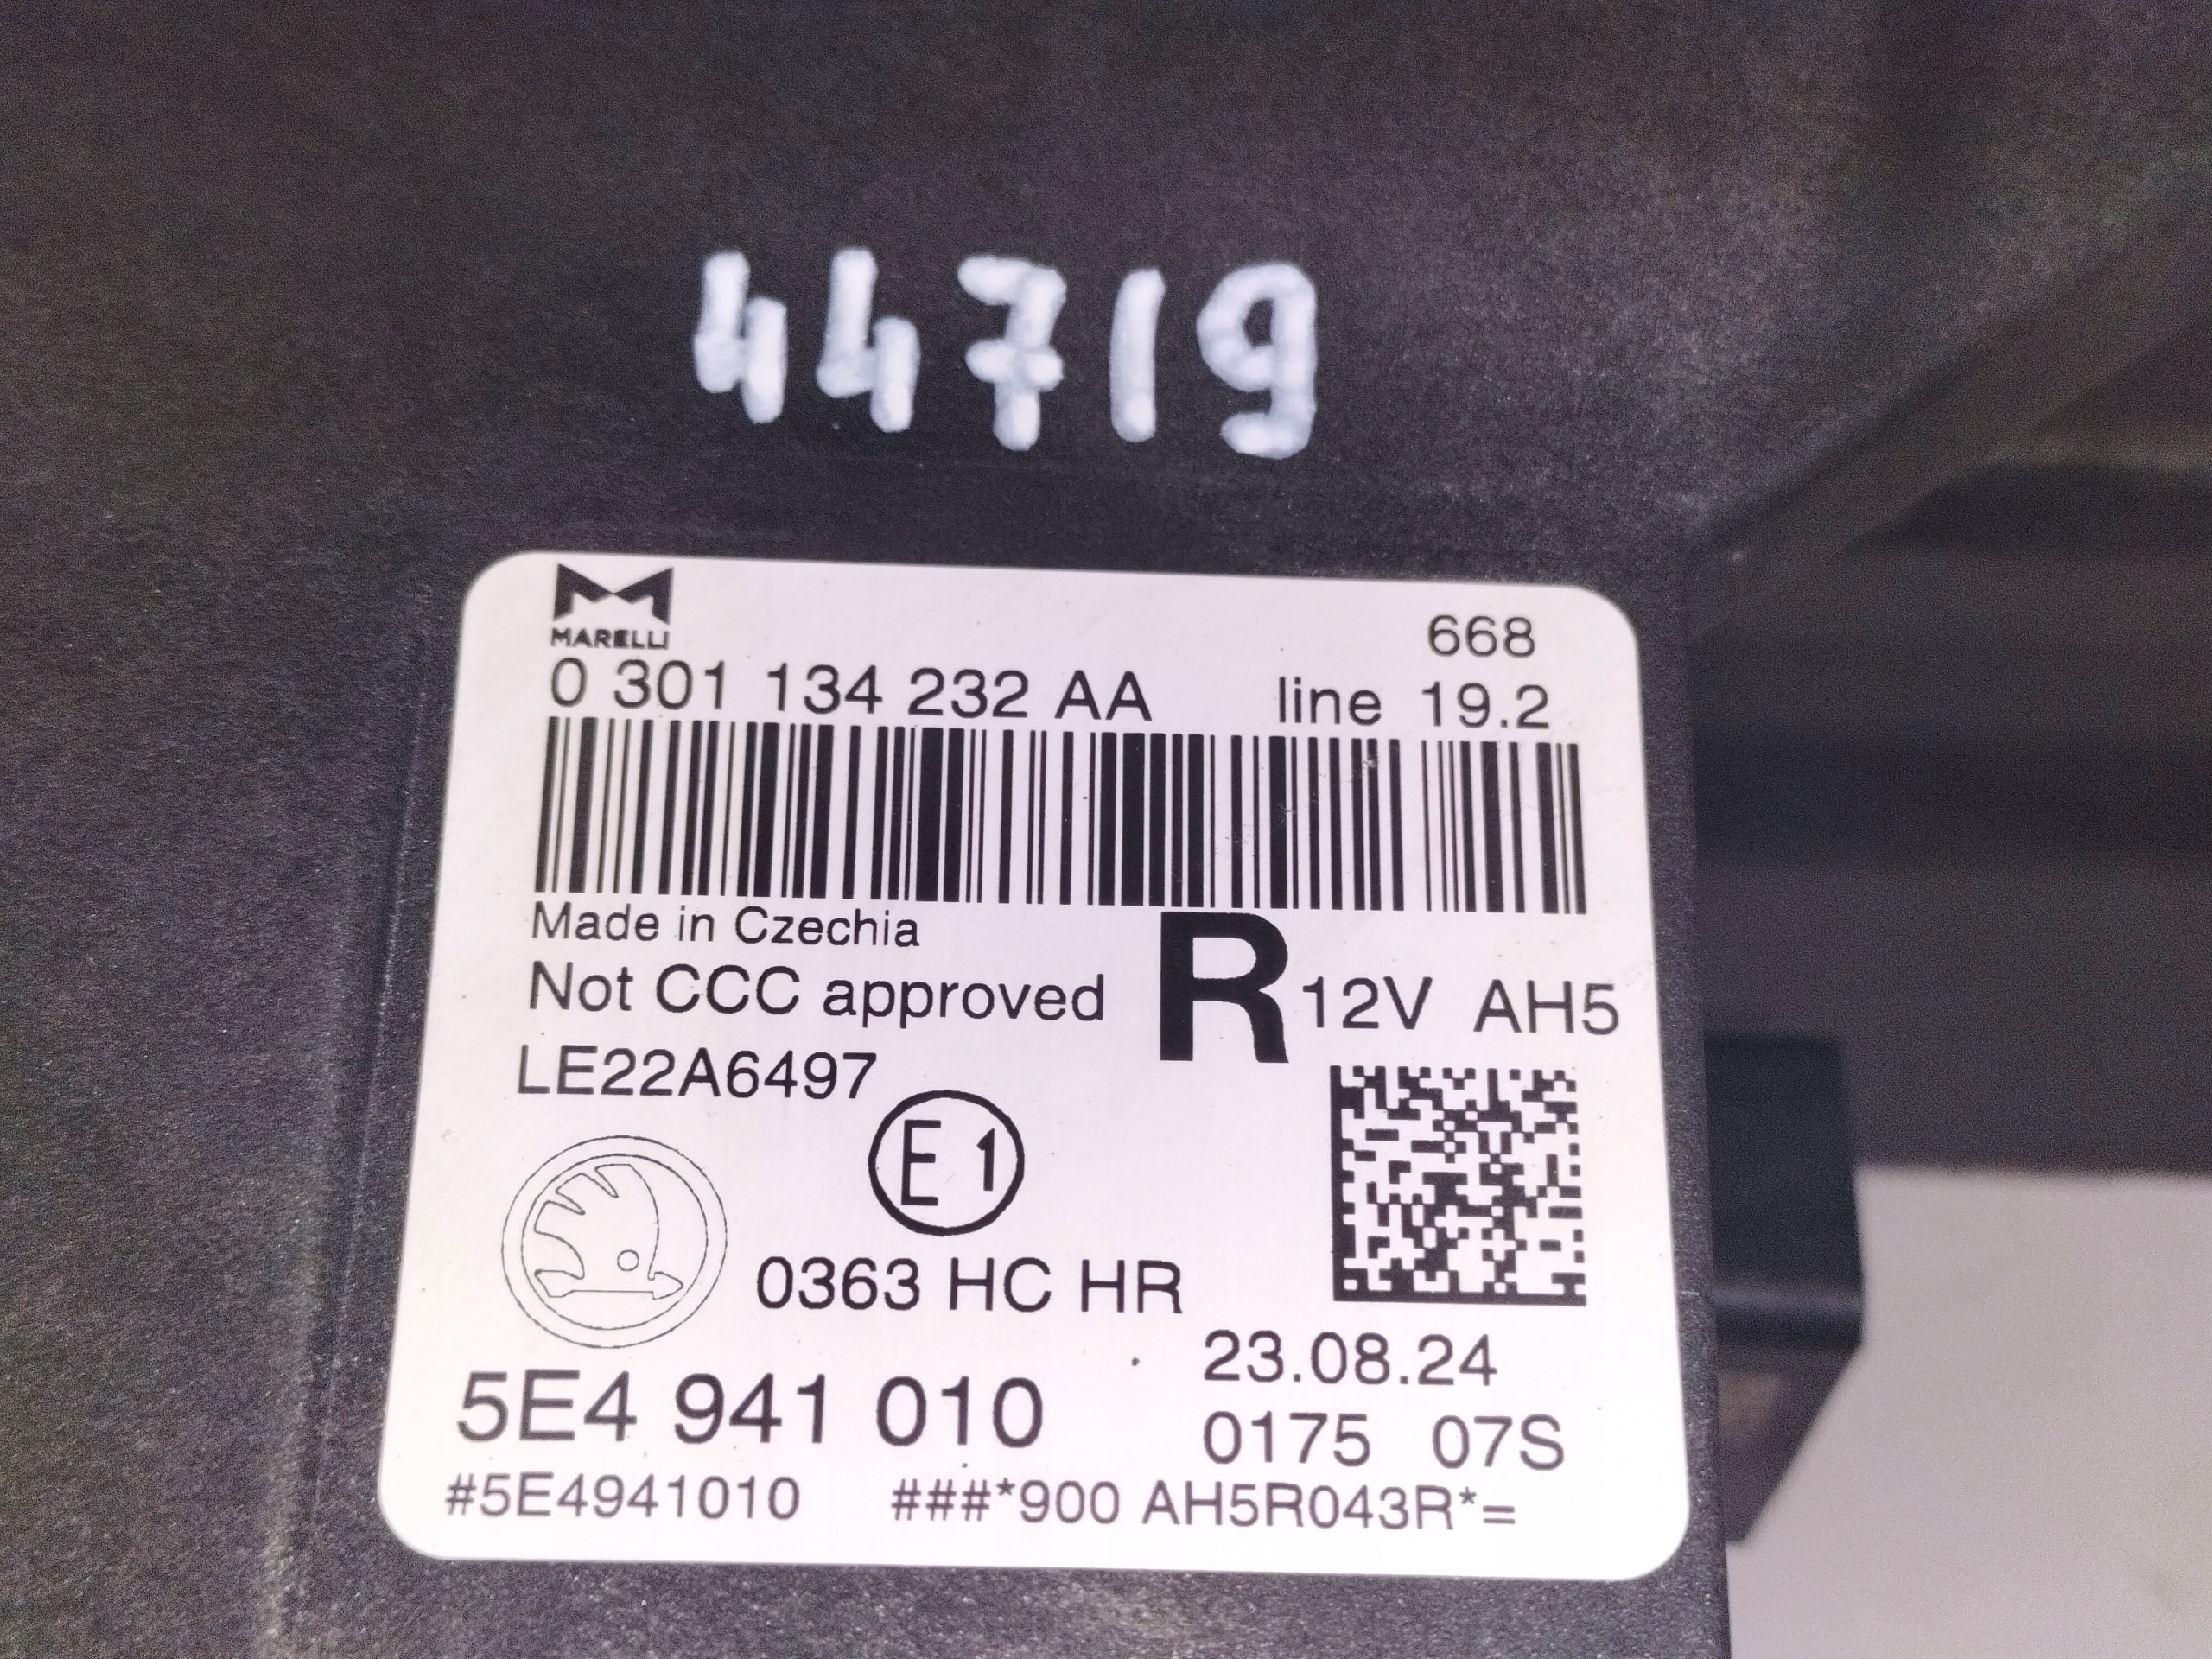 44719
MARELLI
668
0 301 134 232 AA line 19.2
Made in Czechia
Not CCC approved R 12V AH5
LE22A6497
E 1
0363 HC HR
23.08.24
5E4 941 010
0175 07S
#5E4941010 ###*900 AH5R043R*=